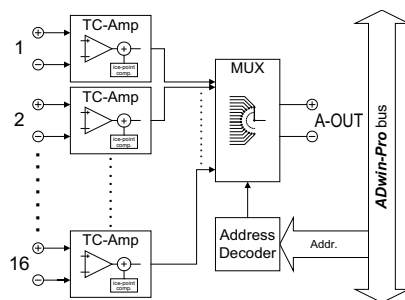 TC-Amp
1
ice-point
comp.
TC-Amp
2
ice-point
comp.
TC-Amp
16
ice-point
comp.
MUX
A-OUT
Address
Decoder
Addr.
ADwin-Pro bus